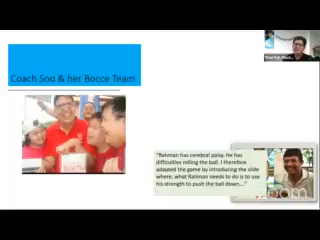 Coach Soo & her Bocce Team
"Rahman has cerebral palsy. He has
difficulties rolling the ball. I therefore
adapted the game by introducing the slide
where, what Rahman needs to do is to use
his strength to push the ball down...."